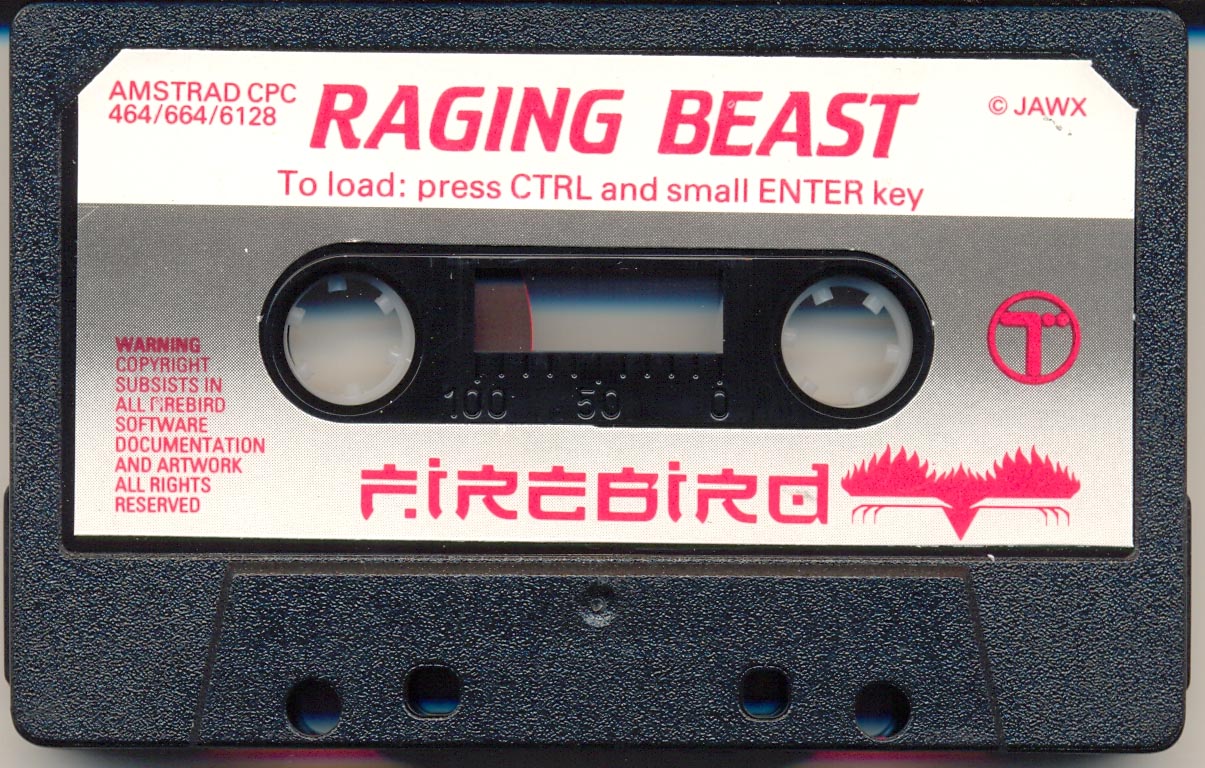 AMSTRAD CPC
464/664/6128
RAGING BEAST
© JAWX
To load: press CTRL and small ENTER key
WARNING
COPYRIGHT
SUBSISTS IN
ALL FIREBIRD
SOFTWARE
DOCUMENTATION
AND ARTWORK
ALL RIGHTS
RESERVED
100 50 0
T
FIREBIRD